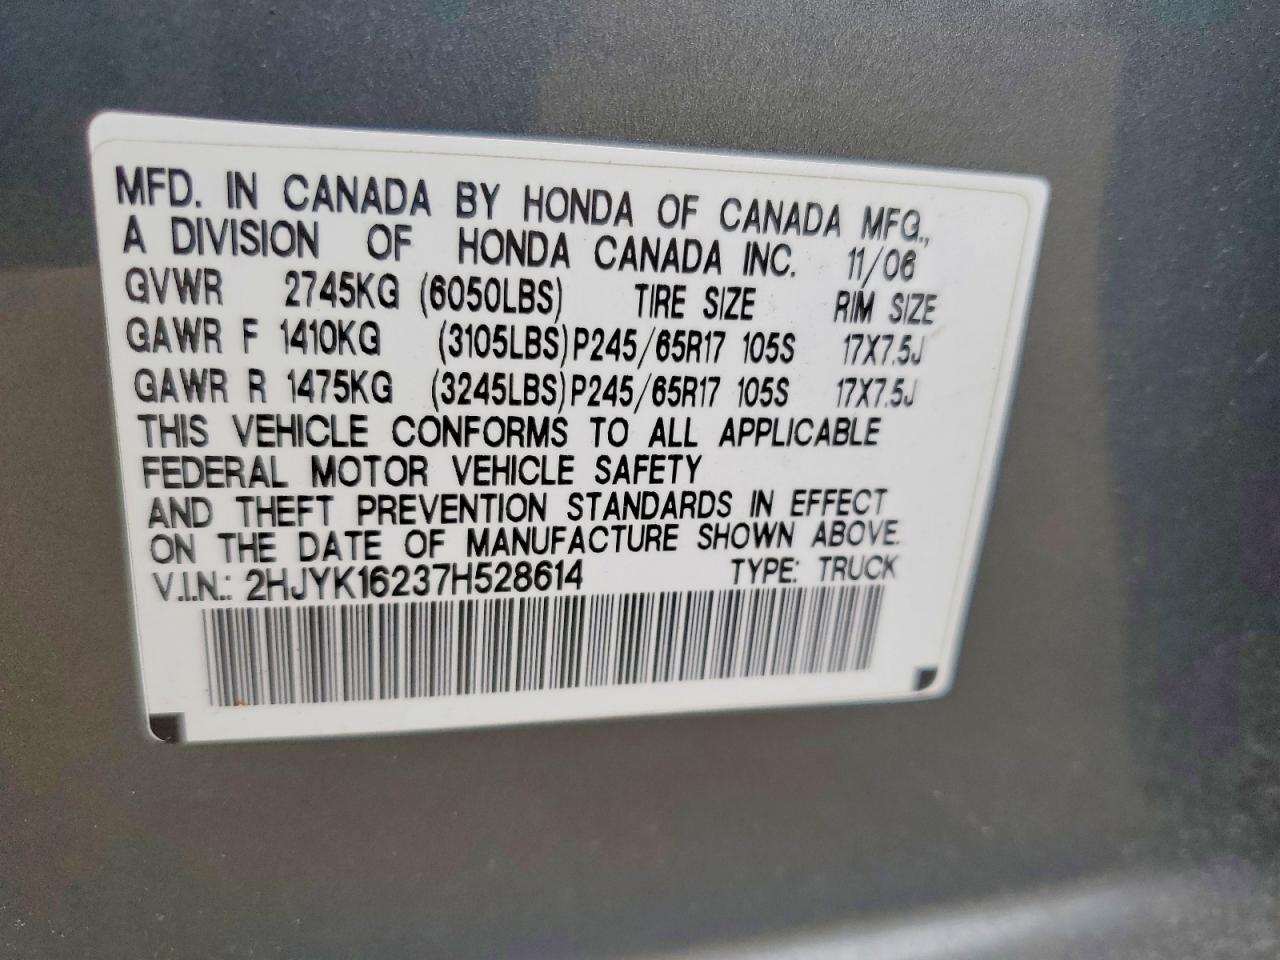 MFD. IN CANADA BY HONDA OF CANADA MFG.,
A DIVISION OF HONDA CANADA INC. 11/06
GVWR 2745KG (6050LBS) TIRE SIZE RIM SIZE
GAWR F 1410KG (3105LBS) P245/65R17 105S 17X7.5J
GAWR R 1475KG (3245LBS) P245/65R17 105S 17X7.5J
THIS VEHICLE CONFORMS TO ALL APPLICABLE
FEDERAL MOTOR VEHICLE SAFETY
AND THEFT PREVENTION STANDARDS IN EFFECT
ON THE DATE OF MANUFACTURE SHOWN ABOVE.
V.I.N.: 2HJYK16237H528614 TYPE: TRUCK